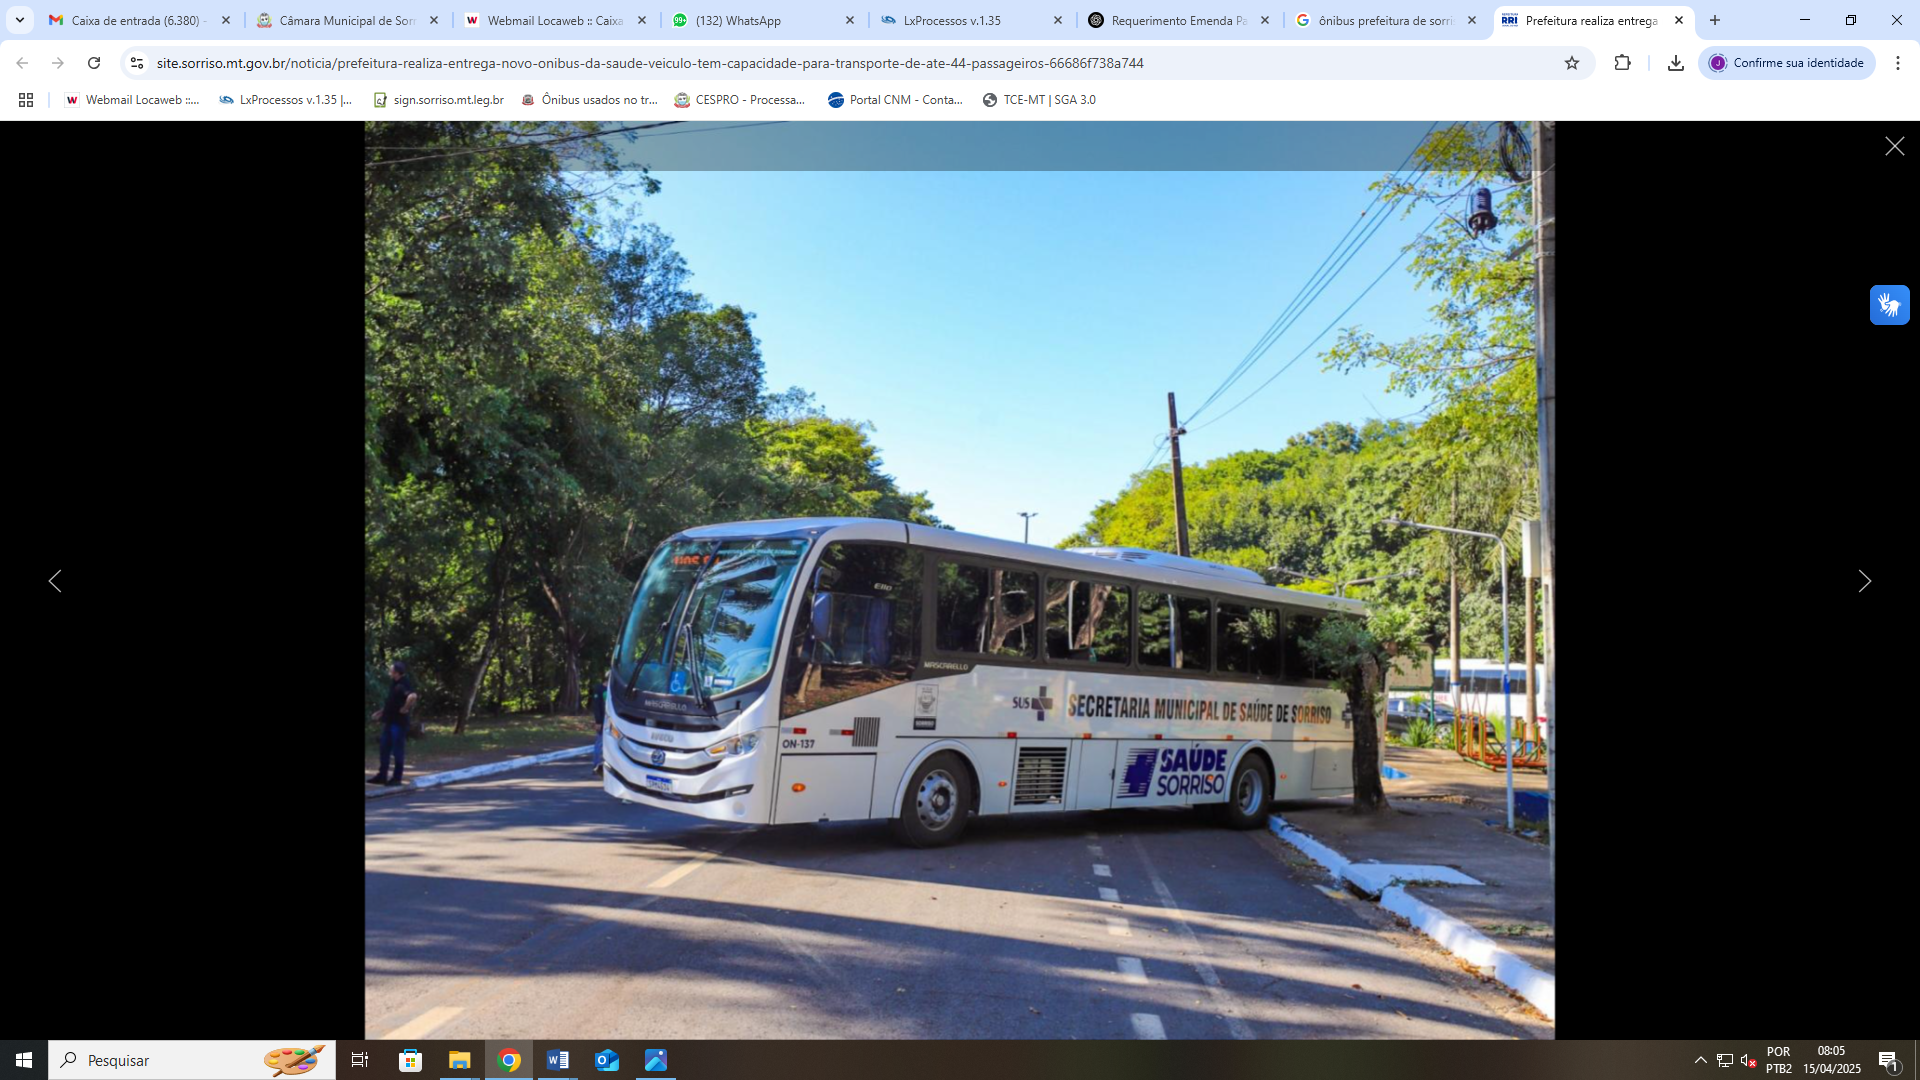 Caixa de entrada (6.380) -
Câmara Municipal de Sorr
Webmail Locaweb :: Caixa
(132) WhatsApp
LxProcessos v.1.35
Requerimento Emenda Pa
ônibus prefeitura de sorri
Prefeitura realiza entrega
site.sorriso.mt.gov.br/noticia/prefeitura-realiza-entrega-novo-onibus-da-saude-veiculo-tem-capacidade-para-transporte-de-ate-44-passageiros-66686f738a744
Confirme sua identidade
Webmail Locaweb ::...
LxProcessos v.1.35 |...
sign.sorriso.mt.leg.br
Ônibus usados no tr...
CESPRO - Processa...
Portal CNM - Conta...
TCE-MT | SGA 3.0
Elio
MASCARELLO
MASCARELLO
SUS
SECRETARIA MUNICIPAL DE SAÚDE DE SORRISO
ON-137
SAÚDE
SORRISO
Pesquisar
POR
PTB2
08:05
15/04/2025
1